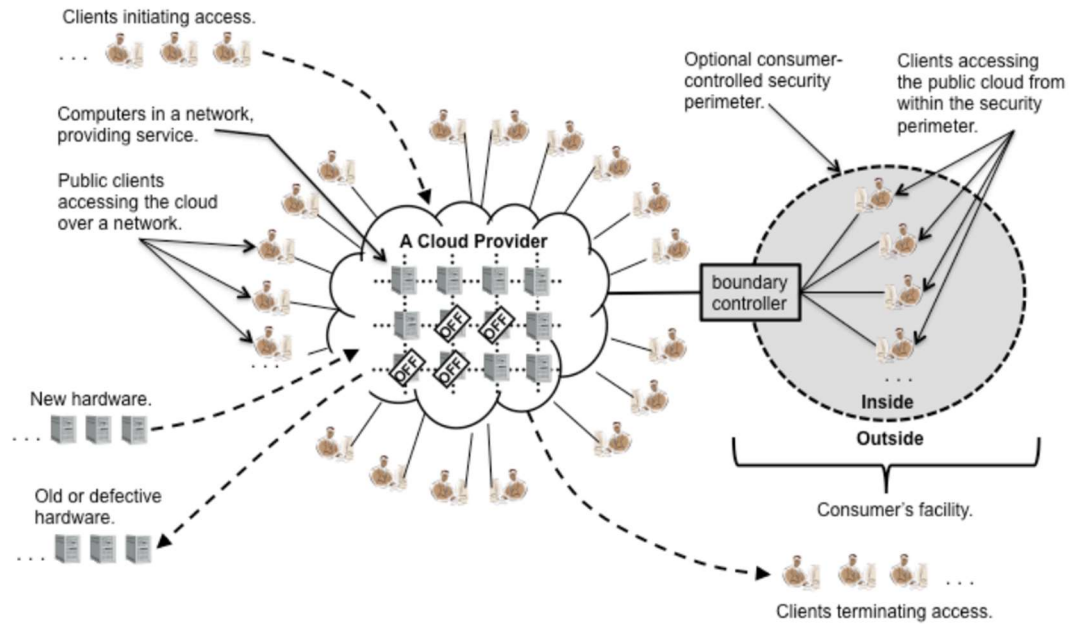 Clients initiating access.
. . .
Computers in a network,
providing service.
Public clients
accessing the cloud
over a network.
. . .
New hardware.
. . .
Old or defective
hardware.
. . .
A Cloud Provider
OFF
OFF
OFF
OFF
Optional consumer-
controlled security
perimeter.
Clients accessing
the public cloud from
within the security
perimeter.
boundary
controller
. . .
Inside
Outside
Consumer's facility.
. . .
Clients terminating access.